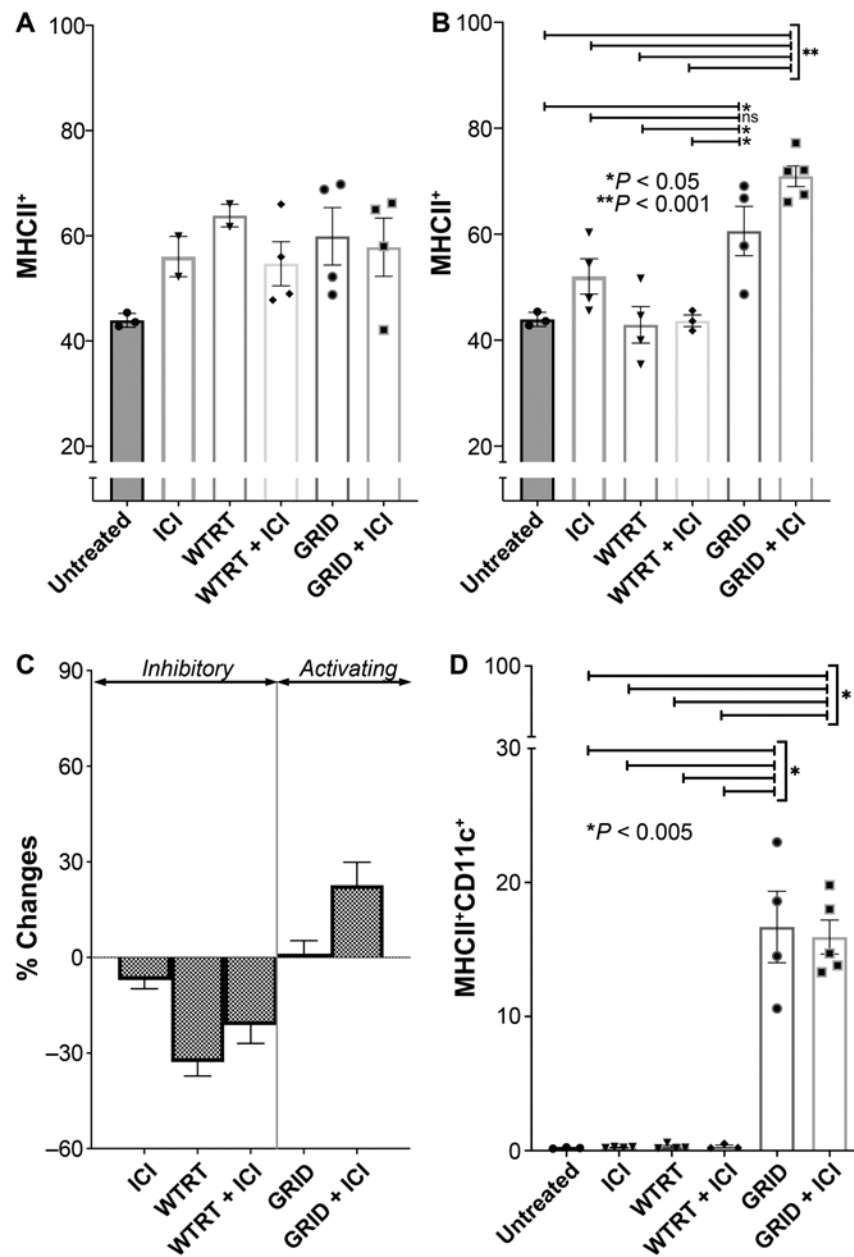 A
MHCII+
100
80
60
40
20
Untreated
ICI
WTRT
WTRT + ICI
GRID
GRID + ICI
B
MHCII+
100
80
60
40
20
**
*
ns
*
*
*P < 0.05
**P < 0.001
Untreated
ICI
WTRT
WTRT + ICI
GRID
GRID + ICI
C
% Changes
90
60
30
0
–30
–60
Inhibitory
Activating
ICI
WTRT
WTRT + ICI
GRID
GRID + ICI
D
MHCII+CD11c+
100
30
20
10
0
*
*
*P < 0.005
Untreated
ICI
WTRT
WTRT + ICI
GRID
GRID + ICI